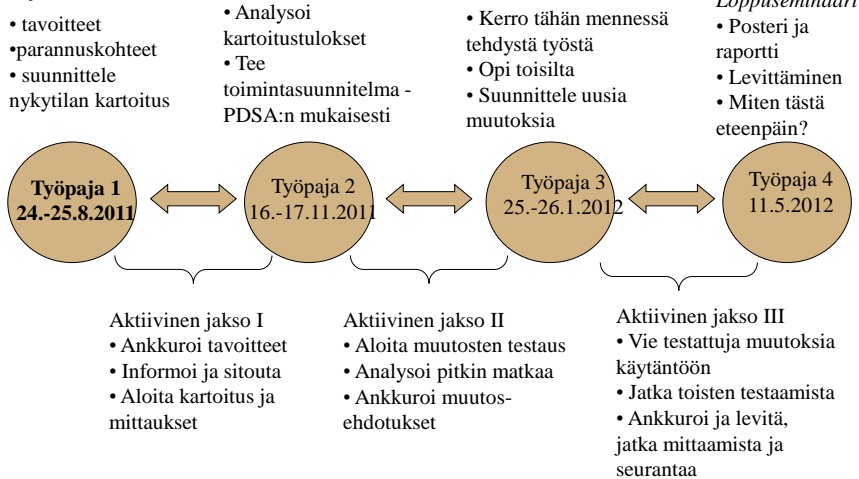 • tavoitteet
•parannuskohteet
• suunnittele
nykytilan kartoitus
• Analysoi
kartoitustulokset
• Tee
toimintasuunnitelma -
PDSA:n mukaisesti
• Kerro tähän mennessä
tehdystä työstä
• Opi toisilta
• Suunnittele uusia
muutoksia
Loppuseminaari
• Posteri ja
raportti
• Levittäminen
• Miten tästä
eteenpäin?
Työpaja 1
24.-25.8.2011
Työpaja 2
16.-17.11.2011
Työpaja 3
25.-26.1.2012
Työpaja 4
11.5.2012
Aktiivinen jakso I
• Ankkuroi tavoitteet
• Informoi ja sitouta
• Aloita kartoitus ja
mittaukset
Aktiivinen jakso II
• Aloita muutosten testaus
• Analysoi pitkin matkaa
• Ankkuroi muutos-
ehdotukset
Aktiivinen jakso III
• Vie testattuja muutoksia
käytäntöön
• Jatka toisten testaamista
• Ankkuroi ja levitä,
jatka mittaamista ja
seurantaa